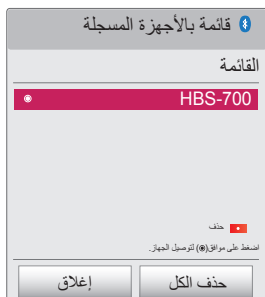 قائمة بالأجهزة المسجلة
القائمة
HBS-700
حذف
اضغط على موافق(◉) لتوصيل الجهاز.
حذف الكل
إغلاق